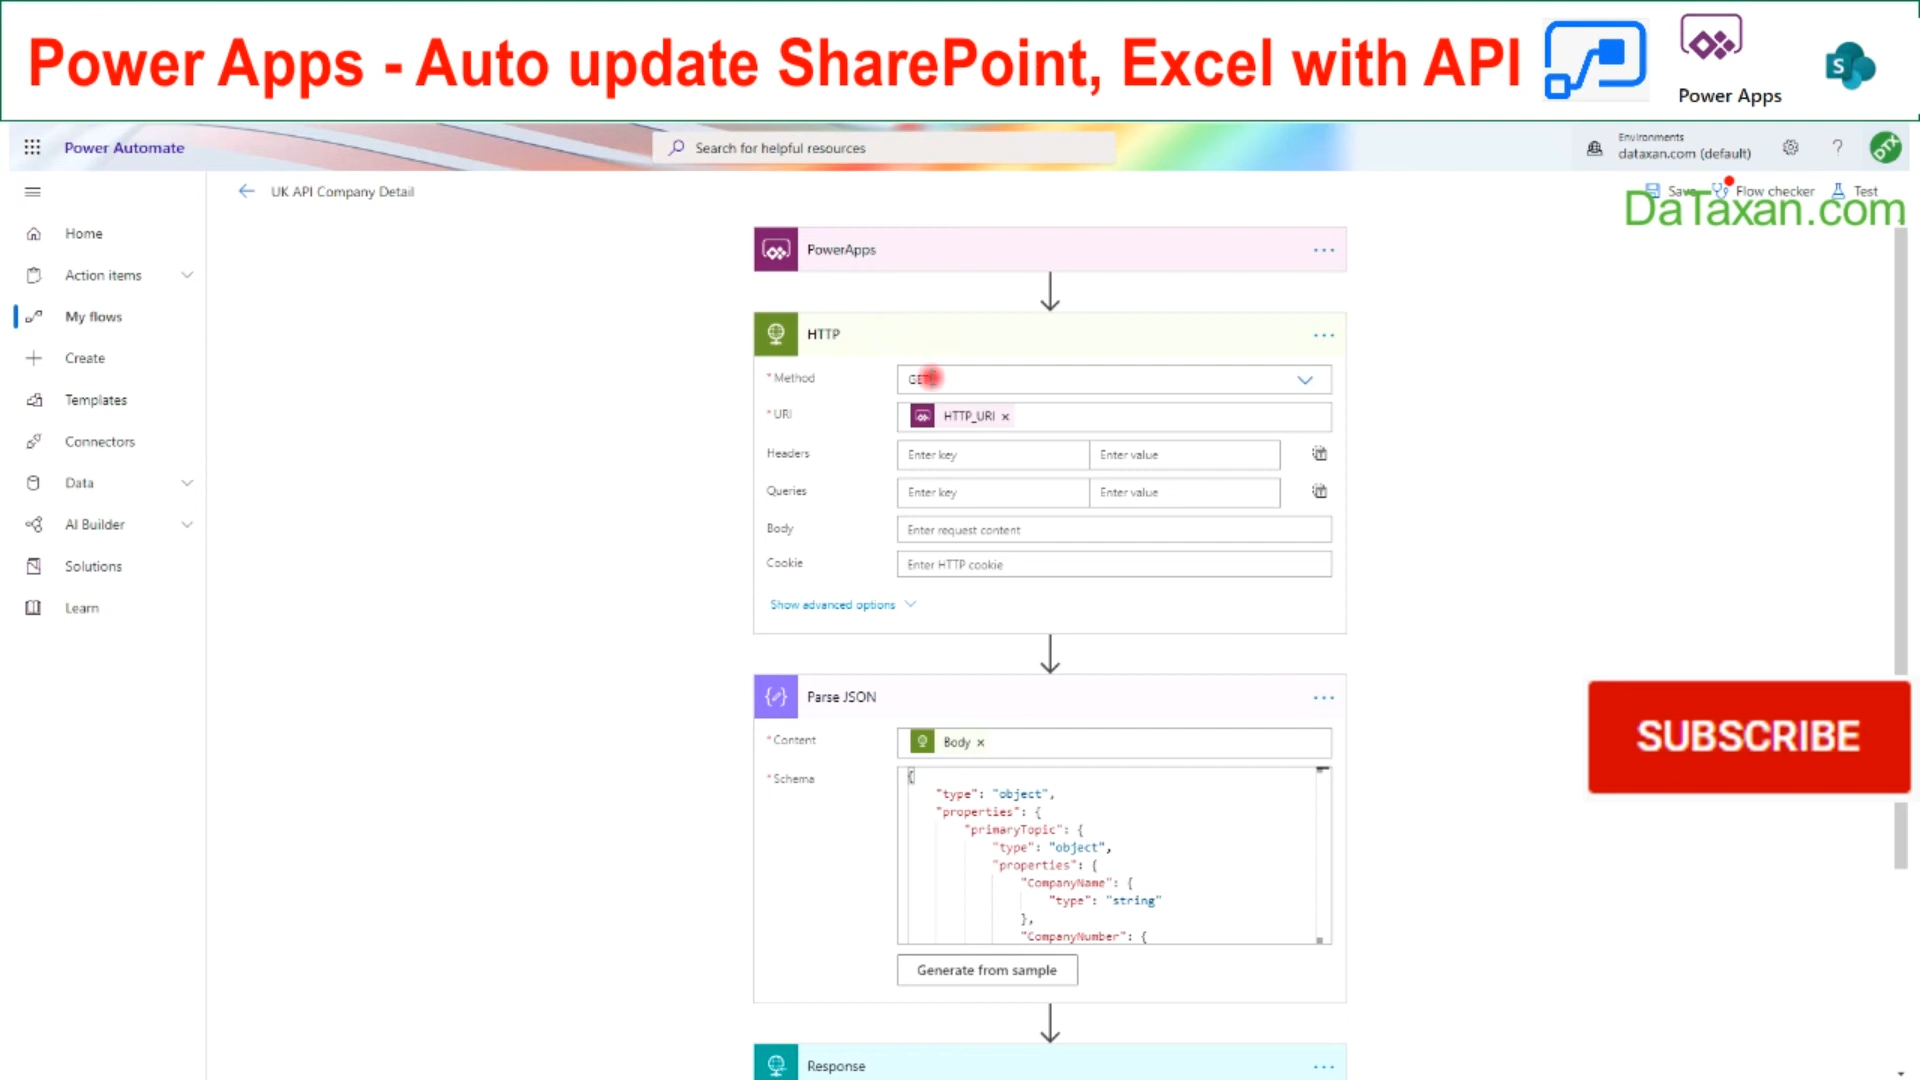 Power Apps - Auto update SharePoint, Excel with API
Power Apps
S
Power Automate
Search for helpful resources
Environments
dataxan.com (default)
?
DTX
UK API Company Detail
Save
Flow checker
Test
DaTaxan.com
Home
Action items
My flows
Create
Templates
Connectors
Data
AI Builder
Solutions
Learn
PowerApps
HTTP
* Method
GET
* URI
HTTP_URI ×
Headers
Enter key
Enter value
Queries
Enter key
Enter value
Body
Enter request content
Cookie
Enter HTTP cookie
Show advanced options
Parse JSON
* Content
Body ×
* Schema
{
"type": "object",
"properties": {
"primaryTopic": {
"type": "object",
"properties": {
"CompanyName": {
"type": "string"
},
"CompanyNumber": {
Generate from sample
Response
SUBSCRIBE